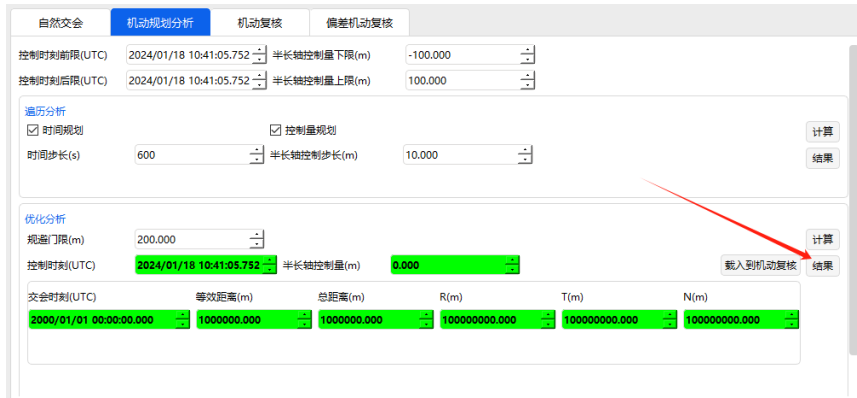 自然交会 机动规划分析 机动复核 偏差机动复核
控制时刻前限(UTC) 2024/01/18 10:41:05.752 半长轴控制量下限(m) -100.000
控制时刻后限(UTC) 2024/01/18 10:41:05.752 半长轴控制量上限(m) 100.000
遍历分析
时间规划 控制量规划 计算
时间步长(s) 600 半长轴控制步长(m) 10.000 结果
优化分析
规避门限(m) 200.000 计算
控制时刻(UTC) 2024/01/18 10:41:05.752 半长轴控制量(m) 0.000 载入到机动复核 结果
交会时刻(UTC) 等效距离(m) 总距离(m) R(m) T(m) N(m)
2000/01/01 00:00:00.000 1000000.000 1000000.000 100000000.000 100000000.000 100000000.000